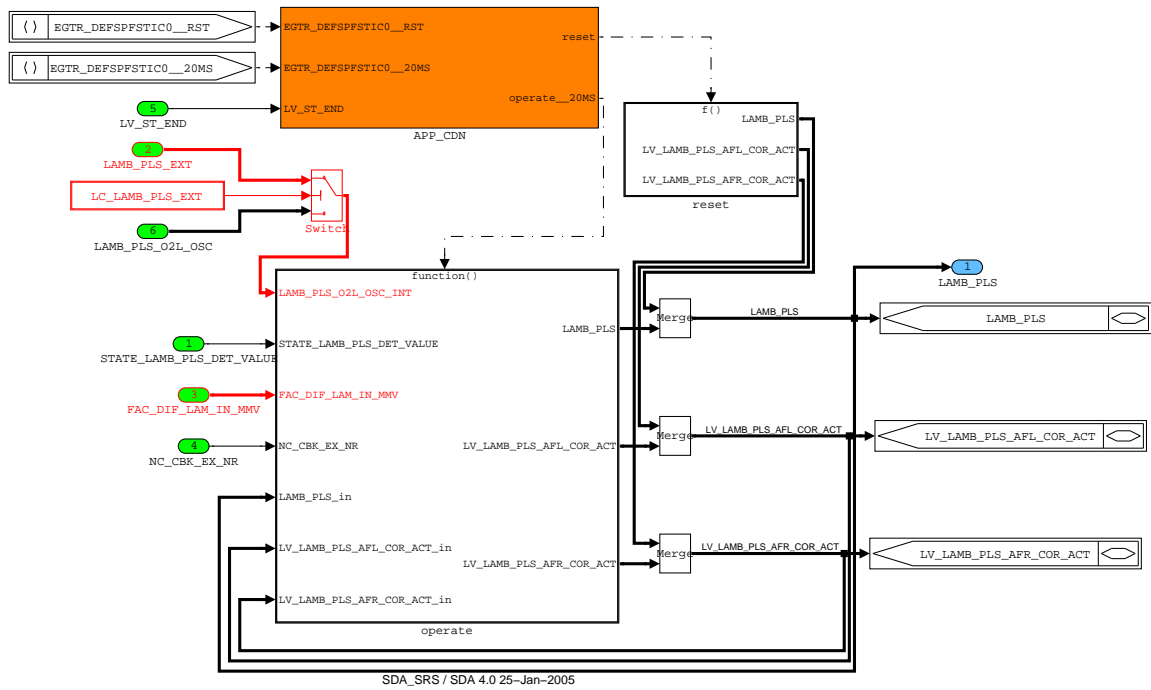 ( ) EGTR_DEFSPFSTIC0__RST
( ) EGTR_DEFSPFSTIC0__20MS
5
LV_ST_END
EGTR_DEFSPFSTIC0__RST
EGTR_DEFSPFSTIC0__20MS
LV_ST_END
reset
operate__20MS
APP_CDN
2
LAMB_PLS_EXT
LC_LAMB_PLS_EXT
6
LAMB_PLS_O2L_OSC
Switch
f()
LAMB_PLS
LV_LAMB_PLS_AFL_COR_ACT
LV_LAMB_PLS_AFR_COR_ACT
reset
function()
LAMB_PLS_O2L_OSC_INT
1
STATE_LAMB_PLS_DET_VALUE
STATE_LAMB_PLS_DET_VALUE
3
FAC_DIF_LAM_IN_MMV
FAC_DIF_LAM_IN_MMV
4
NC_CBK_EX_NR
NC_CBK_EX_NR
LAMB_PLS_in
LV_LAMB_PLS_AFL_COR_ACT_in
LV_LAMB_PLS_AFR_COR_ACT_in
LAMB_PLS
LV_LAMB_PLS_AFL_COR_ACT
LV_LAMB_PLS_AFR_COR_ACT
operate
Merge
LAMB_PLS
1
LAMB_PLS
LAMB_PLS
Merge
LV_LAMB_PLS_AFL_COR_ACT
LV_LAMB_PLS_AFL_COR_ACT
Merge
LV_LAMB_PLS_AFR_COR_ACT
LV_LAMB_PLS_AFR_COR_ACT
SDA_SRS / SDA 4.0 25−Jan−2005